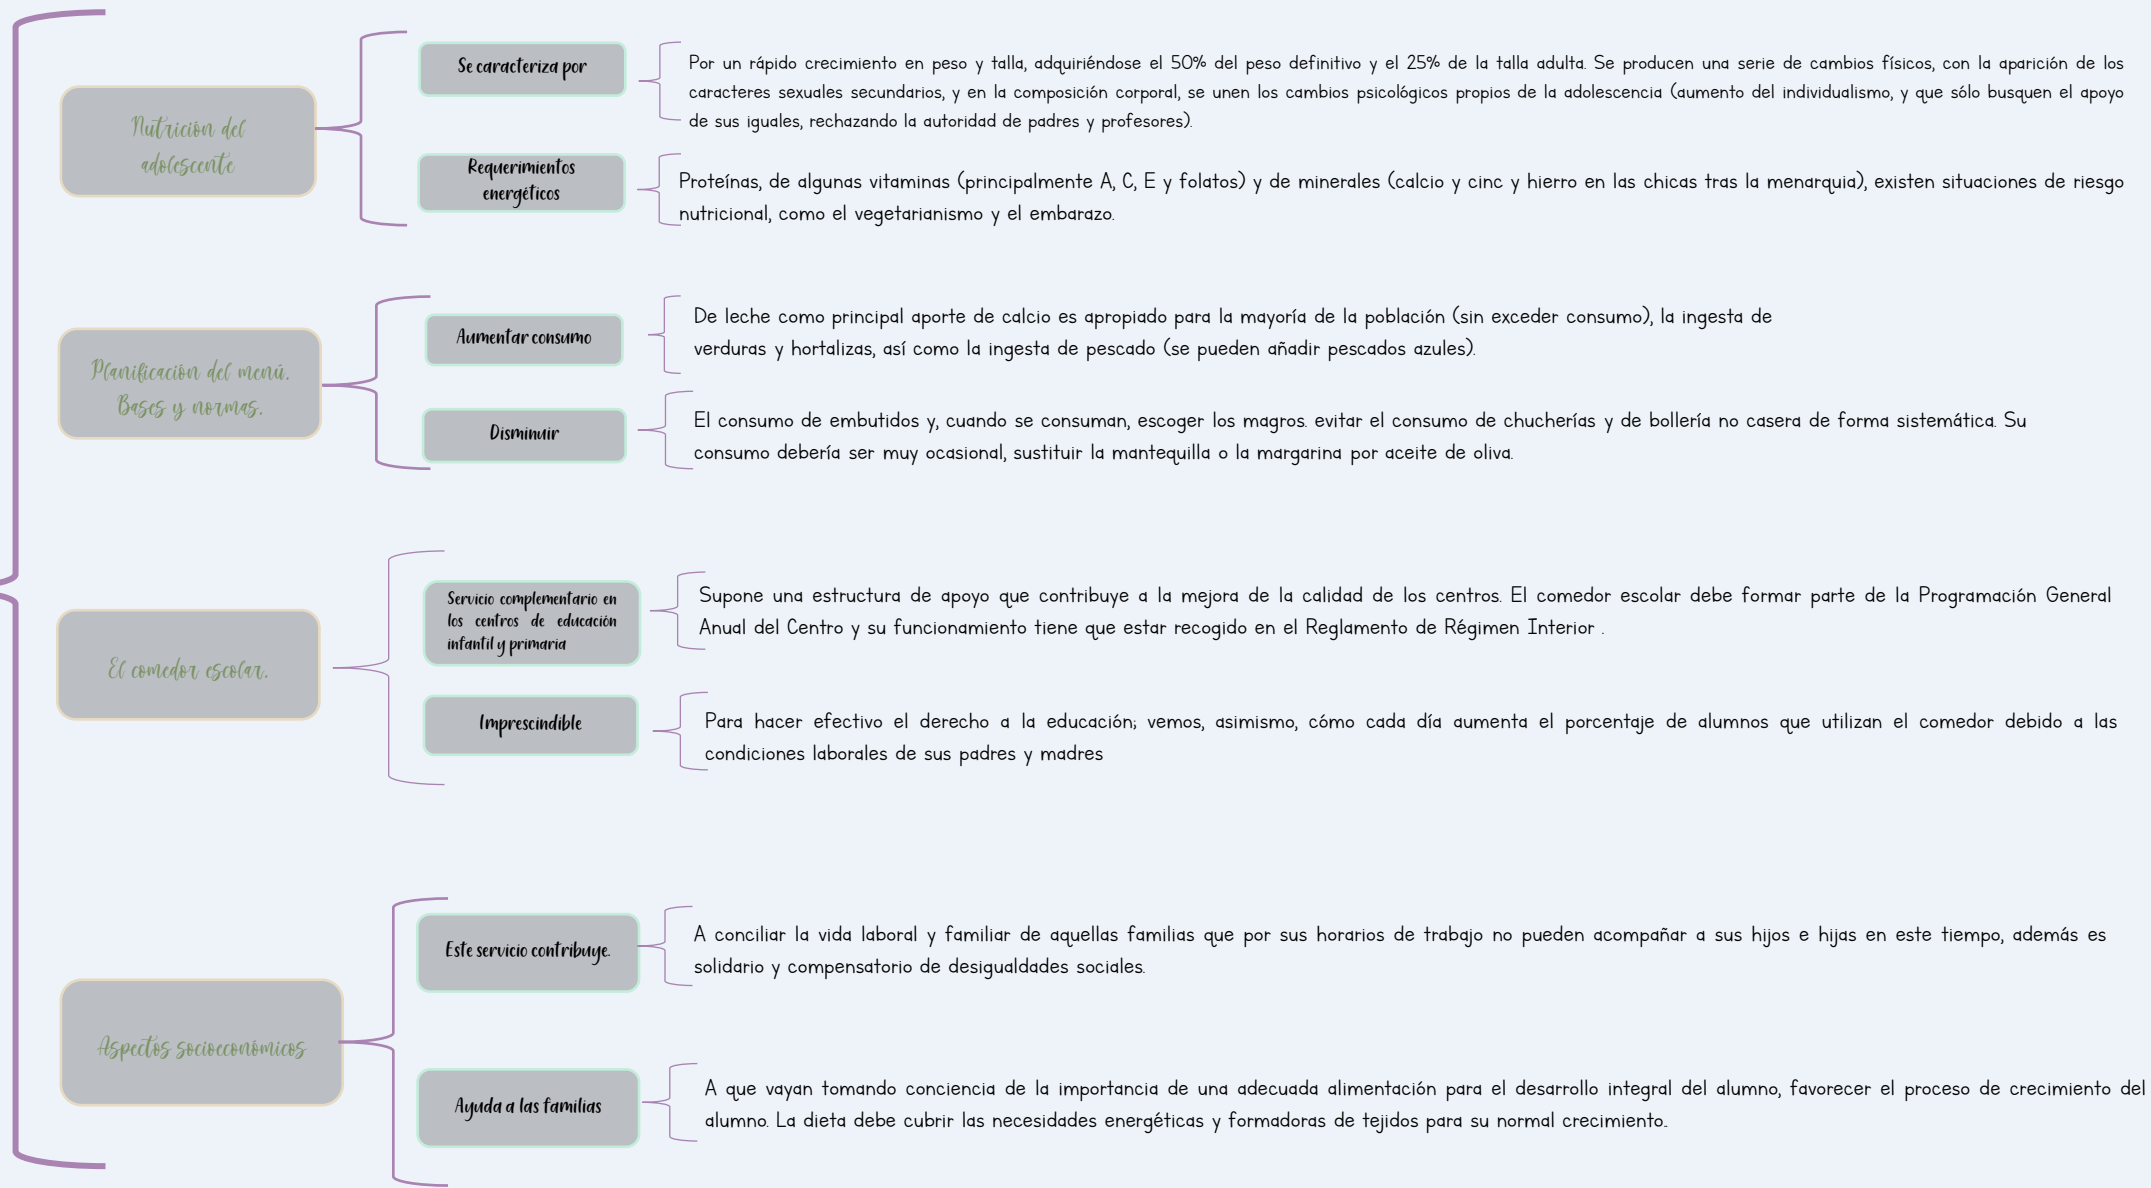 Nutrición del
adolescente
Se caracteriza por
Por un rápido crecimiento en peso y talla, adquiriéndose el 50% del peso definitivo y el 25% de la talla adulta. Se producen una serie de cambios físicos, con la aparición de los
caracteres sexuales secundarios, y en la composición corporal, se unen los cambios psicológicos propios de la adolescencia (aumento del individualismo, y que sólo busquen el apoyo
de sus iguales, rechazando la autoridad de padres y profesores).
Requerimientos
energéticos
Proteínas, de algunas vitaminas (principalmente A, C, E y folatos) y de minerales (calcio y cinc y hierro en las chicas tras la menarquia), existen situaciones de riesgo
nutricional, como el vegetarianismo y el embarazo.
Planificación del menú.
Bases y normas.
Aumentar consumo
De leche como principal aporte de calcio es apropiado para la mayoría de la población (sin exceder consumo), la ingesta de
verduras y hortalizas, así como la ingesta de pescado (se pueden añadir pescados azules).
Disminuir
El consumo de embutidos y, cuando se consuman, escoger los magros. evitar el consumo de chucherías y de bollería no casera de forma sistemática. Su
consumo debería ser muy ocasional, sustituir la mantequilla o la margarina por aceite de oliva.
El comedor escolar.
Servicio complementario en
los centros de educación
infantil y primaria
Supone una estructura de apoyo que contribuye a la mejora de la calidad de los centros. El comedor escolar debe formar parte de la Programación General
Anual del Centro y su funcionamiento tiene que estar recogido en el Reglamento de Régimen Interior .
Imprescindible
Para hacer efectivo el derecho a la educación; vemos, asimismo, cómo cada día aumenta el porcentaje de alumnos que utilizan el comedor debido a las
condiciones laborales de sus padres y madres
Aspectos socioeconómicos
Este servicio contribuye.
A conciliar la vida laboral y familiar de aquellas familias que por sus horarios de trabajo no pueden acompañar a sus hijos e hijas en este tiempo, además es
solidario y compensatorio de desigualdades sociales.
Ayuda a las familias
A que vayan tomando conciencia de la importancia de una adecuada alimentación para el desarrollo integral del alumno, favorecer el proceso de crecimiento del
alumno. La dieta debe cubrir las necesidades energéticas y formadoras de tejidos para su normal crecimiento..